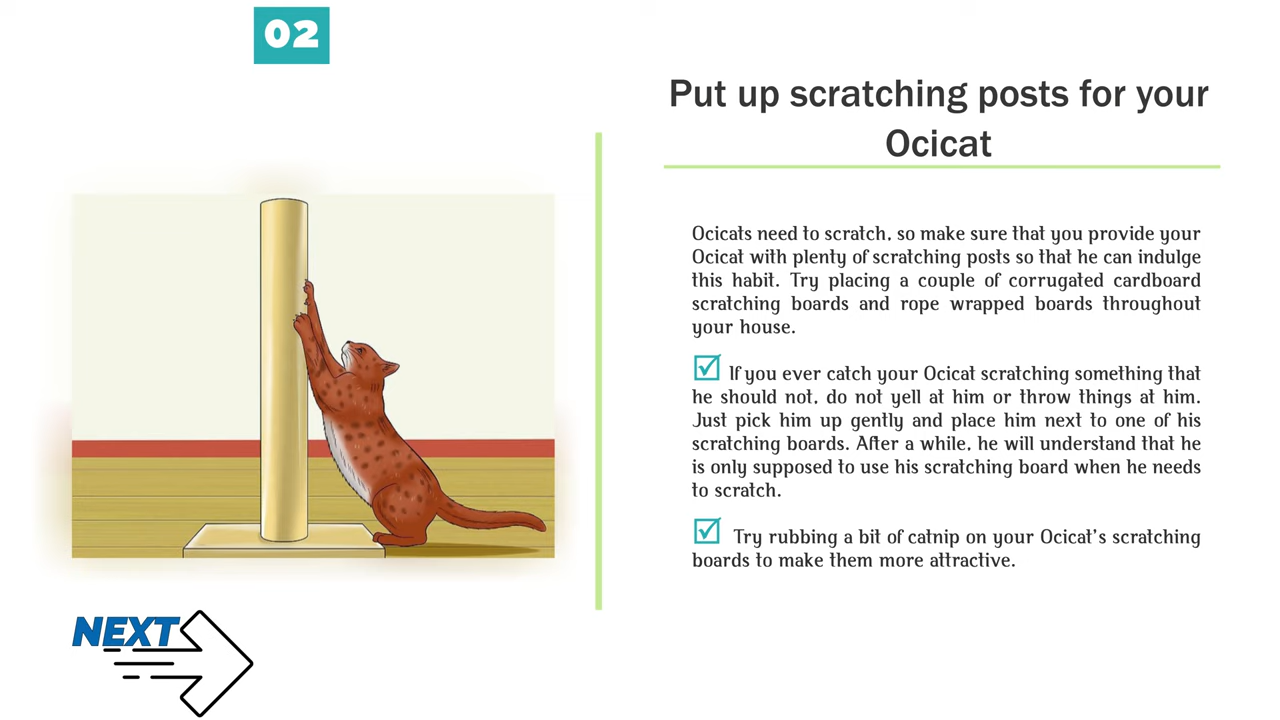 02
Put up scratching posts for your
Ocicat
Ocicats need to scratch, so make sure that you provide your
Ocicat with plenty of scratching posts so that he can indulge
this habit. Try placing a couple of corrugated cardboard
scratching boards and rope wrapped boards throughout
your house.
If you ever catch your Ocicat scratching something that
he should not, do not yell at him or throw things at him.
Just pick him up gently and place him next to one of his
scratching boards. After a while, he will understand that he
is only supposed to use his scratching board when he needs
to scratch.
Try rubbing a bit of catnip on your Ocicat's scratching
boards to make them more attractive.
NEXT